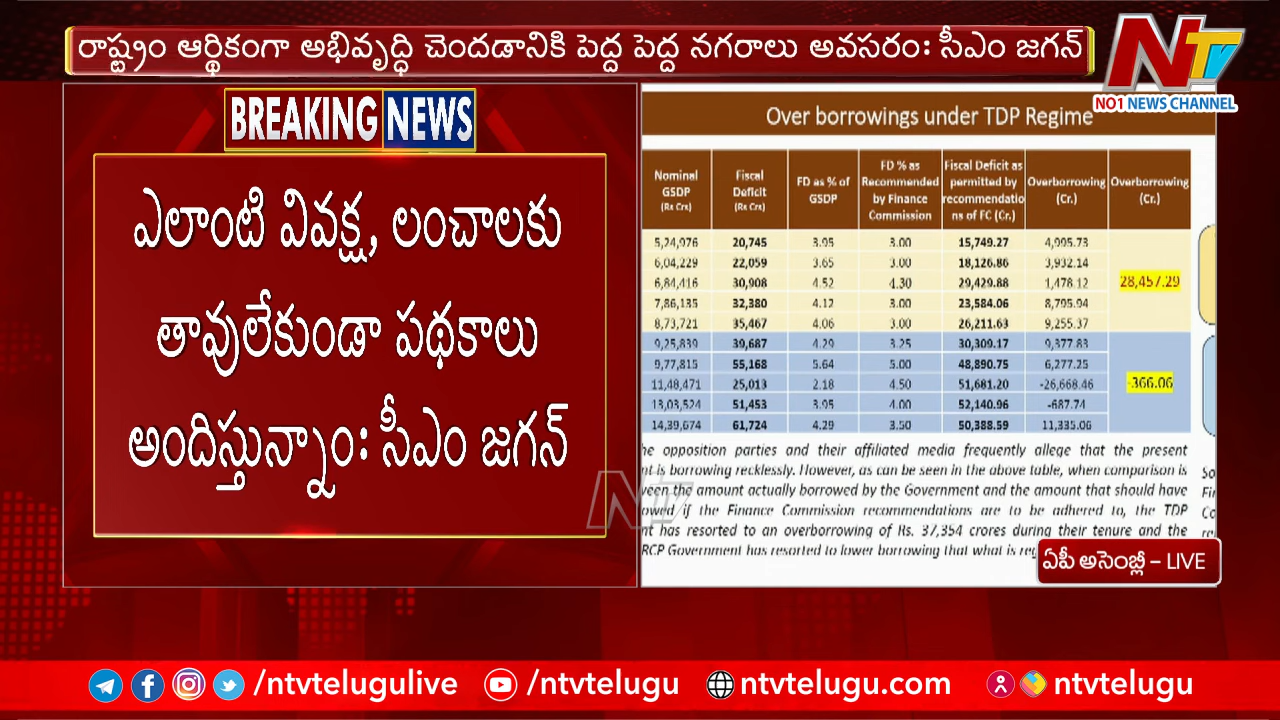 రాష్ట్రం ఆర్థికంగా అభివృద్ధి చెందడానికి పెద్ద పెద్ద నగరాలు అవసరం: సీఎం జగన్
NTV
NO1 NEWS CHANNEL
BREAKING NEWS
ఎలాంటి వివక్ష, లంచాలకు
తావులేకుండా పథకాలు
అందిస్తున్నాం: సీఎం జగన్
Over borrowings under TDP Regime
Nominal GSDP (Rs Crs) Fiscal Deficit (Rs Crs) FD as % of GSDP FD % as Recommended by Finance Commission Fiscal Deficit as permitted by recommendations of FC (Cr.) Overborrowing (Cr.) Overborrowing (Cr.)
5,24,976 20,745 3.95 3.00 15,749.27 4,995.73
6,04,229 22,059 3.65 3.00 18,126.86 3,932.14
6,84,416 30,908 4.52 4.30 29,429.88 1,478.12 28,457.29
7,86,135 32,380 4.12 3.00 23,584.06 8,795.94
8,73,721 35,467 4.06 3.00 26,211.63 9,255.37
9,25,839 39,687 4.29 3.25 30,309.17 9,377.83
9,77,815 55,168 5.64 5.00 48,890.75 6,277.25
11,48,471 25,013 2.18 4.50 51,681.20 -26,668.46 -366.06
13,03,524 51,453 3.95 4.00 52,140.96 -687.74
14,39,674 61,724 4.29 3.50 50,388.59 11,335.06
he opposition parties and their affiliated media frequently allege that the present
nt is borrowing recklessly. However, as can be seen in the above table, when comparison is
veen the amount actually borrowed by the Government and the amount that should have
owed if the Finance Commission recommendations are to be adhered to, the TDP
nt has resorted to an overborrowing of Rs. 37,354 crores during their tenure and the
RCP Government has resorted to lower borrowing that what is
So
Fi
Co
NTV
ఏపీ అసెంబ్లీ – LIVE
/ntvtelugulive /ntvtelugu ntvtelugu.com ntvtelugu